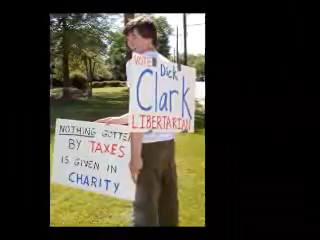 VOTE
Dick
Clark
LIBERTARIAN
NOTHING GOTTEN
BY TAXES
IS GIVEN IN
CHARITY